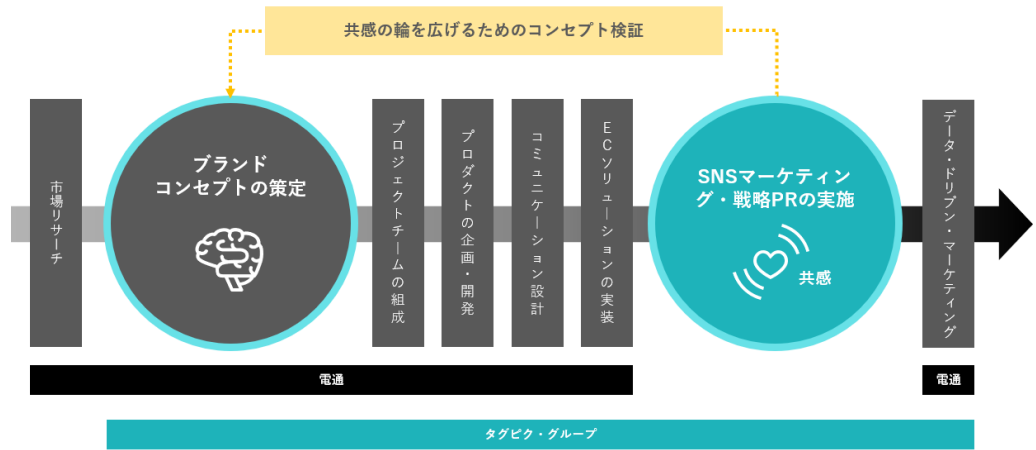 共感の輪を広げるためのコンセプト検証
市場リサーチ
ブランド
コンセプトの策定
プロジェクトチームの組成
プロダクトの企画・開発
コミュニケーション設計
ECソリューションの実装
SNSマーケティン
グ・戦略PRの実施
共感
データ・ドリブン・マーケティング
電通
電通
タグピク・グループ